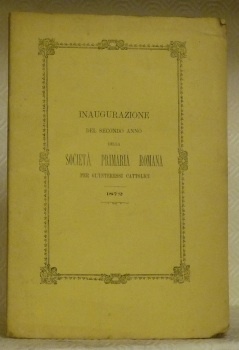 INAUGURAZIONE
DEL SECONDO ANNO
DELLA
SOCIETÀ PRIMARIA ROMANA
PER GL'INTERESSI CATTOLICI